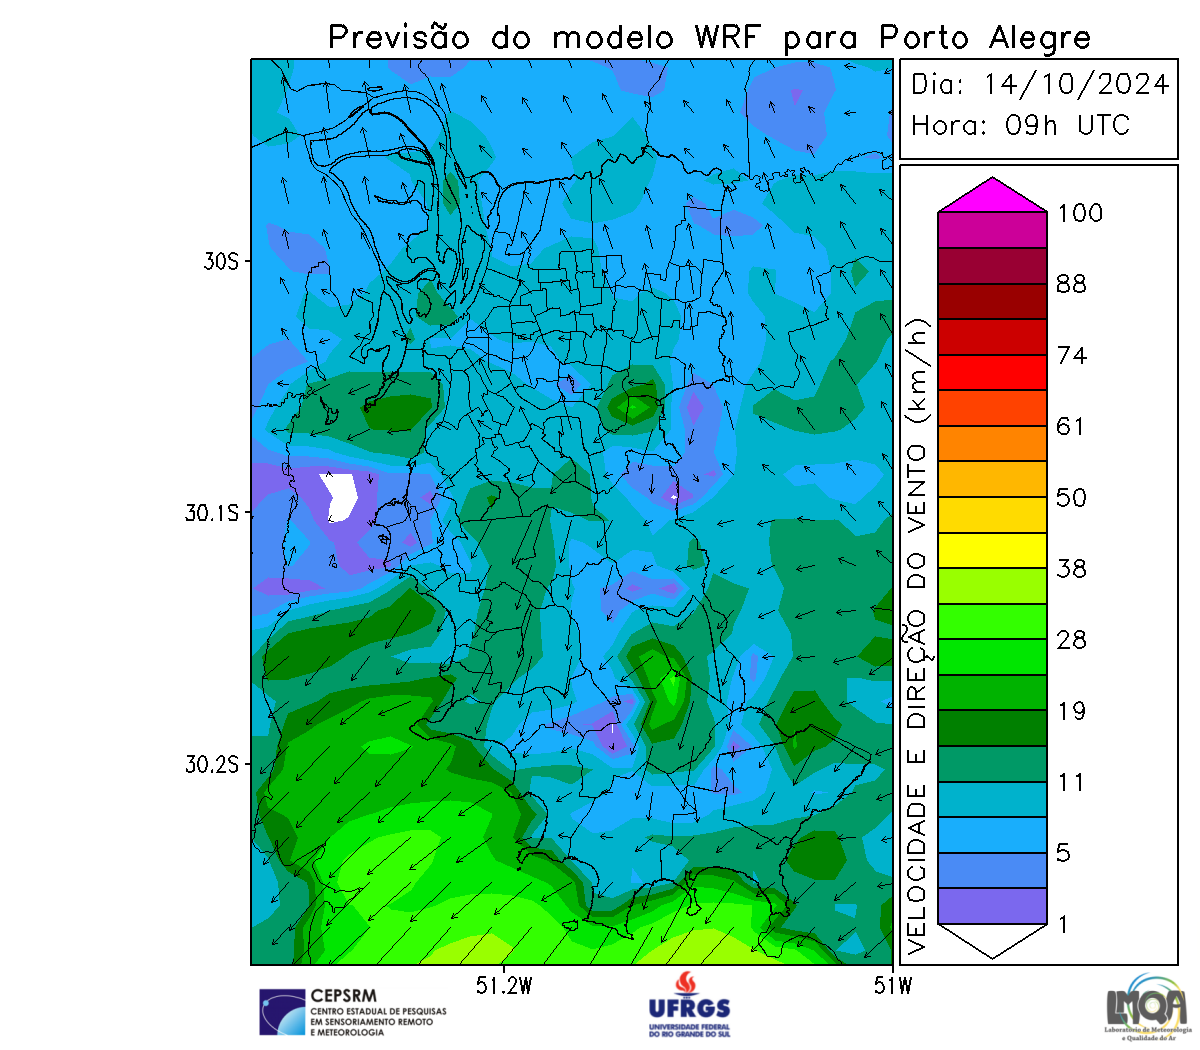 Previsão do modelo WRF para Porto Alegre
Dia: 14/10/2024
Hora: 09h UTC
VELOCIDADE E DIREÇÃO DO VENTO (km/h)
100
88
74
61
50
38
28
19
11
5
1
30S
30.1S
30.2S
51.2W
51W
CEPSRM
CENTRO ESTADUAL DE PESQUISAS
EM SENSORIAMENTO REMOTO
E METEOROLOGIA
UFRGS
UNIVERSIDADE FEDERAL
DO RIO GRANDE DO SUL
LMQA
Laboratório de Meteorologia
e Qualidade do Ar